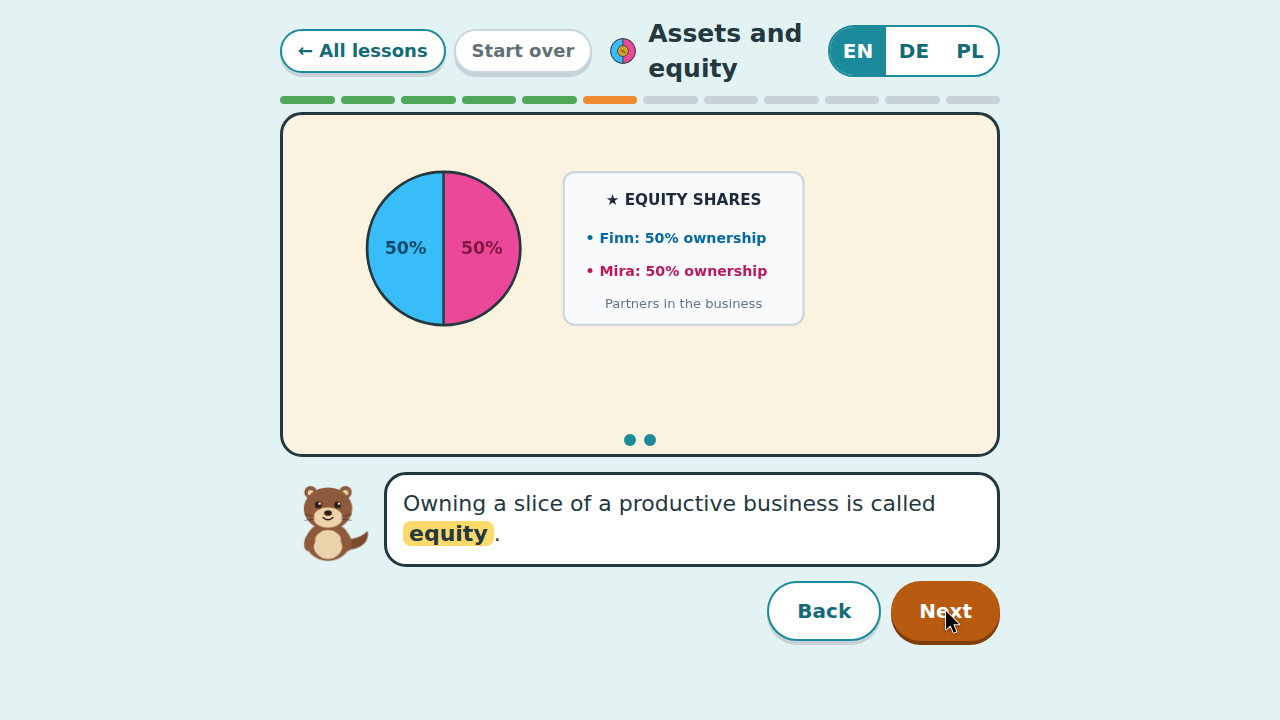 ← All lessons
Start over
Assets and
equity
EN
DE
PL
50%
50%
★ EQUITY SHARES
• Finn: 50% ownership
• Mira: 50% ownership
Partners in the business
Owning a slice of a productive business is called
equity.
Back
Next